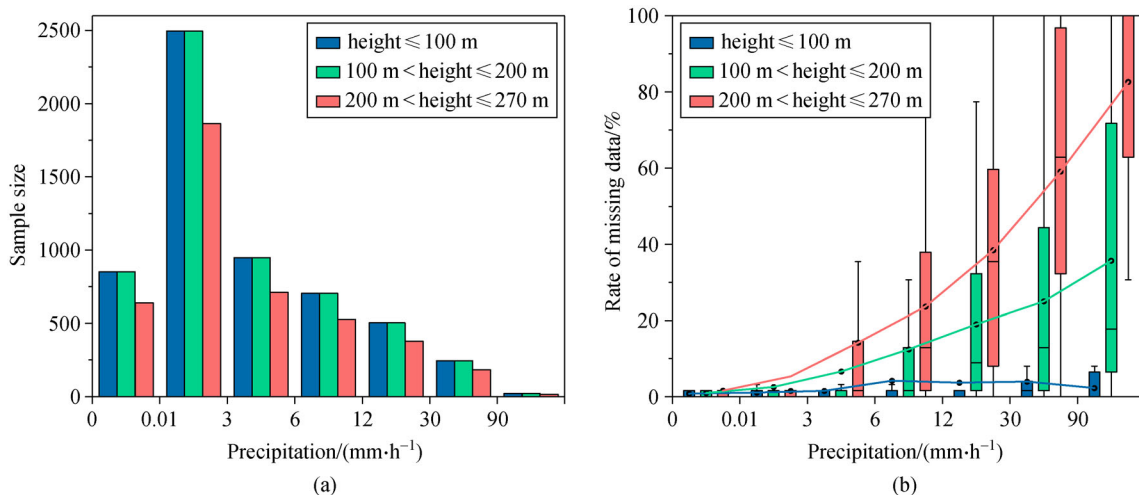 2500
2000
1500
1000
500
0
Sample size
height ⩽ 100 m
100 m < height ⩽ 200 m
200 m < height ⩽ 270 m
0 0.01 3 6 12 30 90
Precipitation/(mm·h⁻¹)
(a)
100
80
60
40
20
0
Rate of missing data/%
height ⩽ 100 m
100 m < height ⩽ 200 m
200 m < height ⩽ 270 m
0 0.01 3 6 12 30 90
Precipitation/(mm·h⁻¹)
(b)